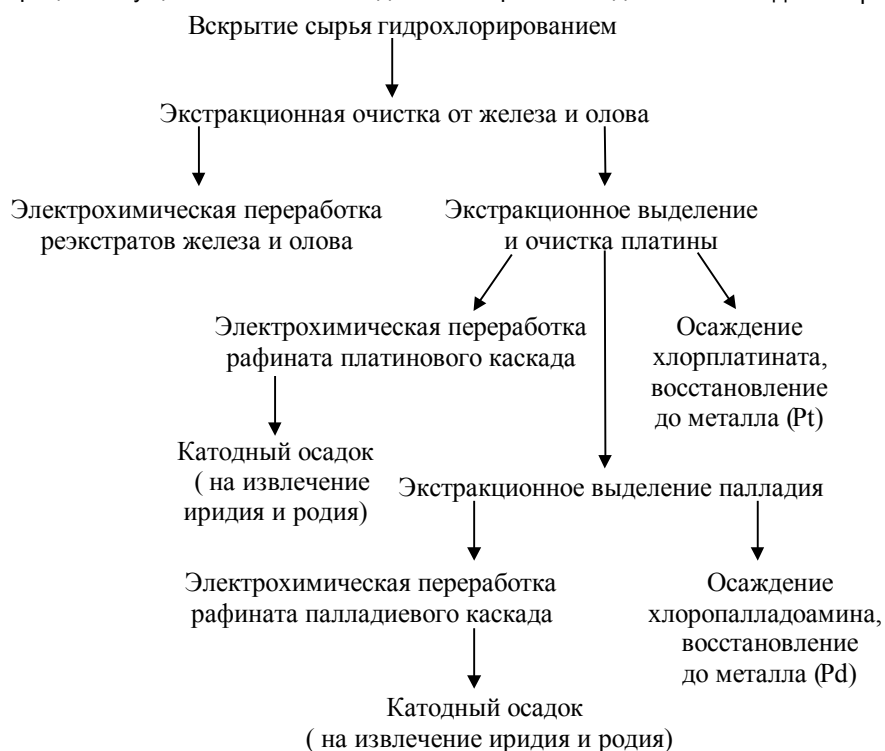 Вскрытие сырья гидрохлорированием
Экстракционная очистка от железа и олова
Электрохимическая переработка
реэкстратов железа и олова
Экстракционное выделение
и очистка платины
Электрохимическая переработка
рафината платинового каскада
Осаждение
хлорплатината,
восстановление
до металла (Pt)
Катодный осадок
( на извлечение
иридия и родия)
Экстракционное выделение палладия
Электрохимическая переработка
рафината палладиевого каскада
Осаждение
хлоропалладоамина,
восстановление
до металла (Pd)
Катодный осадок
( на извлечение иридия и родия)